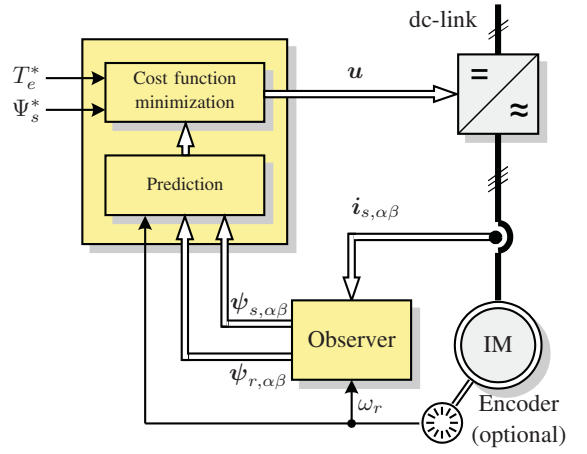 dc-link
T_e^*
Ψ_s^*
Cost function
minimization
u
=
≈
Prediction
i_{s,αβ}
ψ_{s,αβ}
Observer
IM
ψ_{r,αβ}
ω_r
Encoder
(optional)